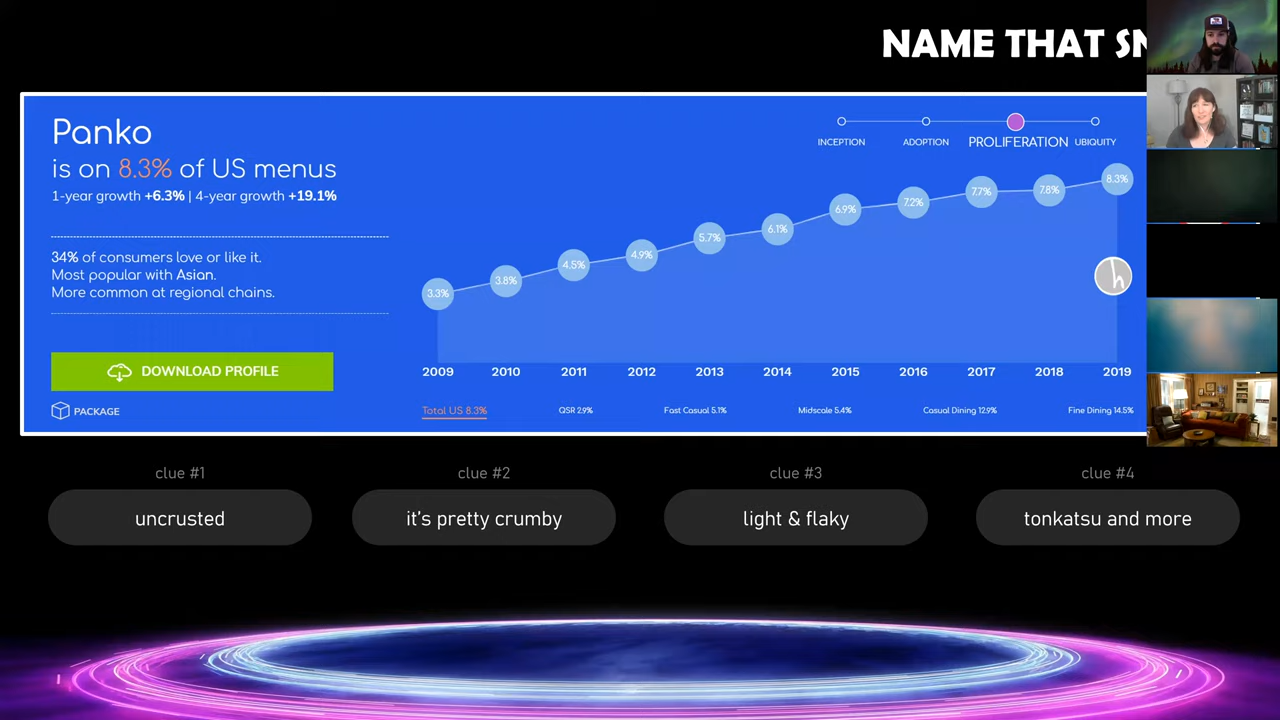 NAME THAT
Panko
is on 8.3% of US menus
1-year growth +6.3% | 4-year growth +19.1%
34% of consumers love or like it.
Most popular with Asian.
More common at regional chains.
DOWNLOAD PROFILE
PACKAGE
INCEPTION ADOPTION PROLIFERATION UBIQUITY
3.3% 3.8% 4.5% 4.9% 5.7% 6.1% 6.9% 7.2% 7.7% 7.8% 8.3%
h
2009 2010 2011 2012 2013 2014 2015 2016 2017 2018 2019
Total US 8.3% QSR 2.9% Fast Casual 5.1% Midscale 5.4% Casual Dining 12.9% Fine Dining 14.5%
clue #1 clue #2 clue #3 clue #4
uncrusted it's pretty crumby light & flaky tonkatsu and more